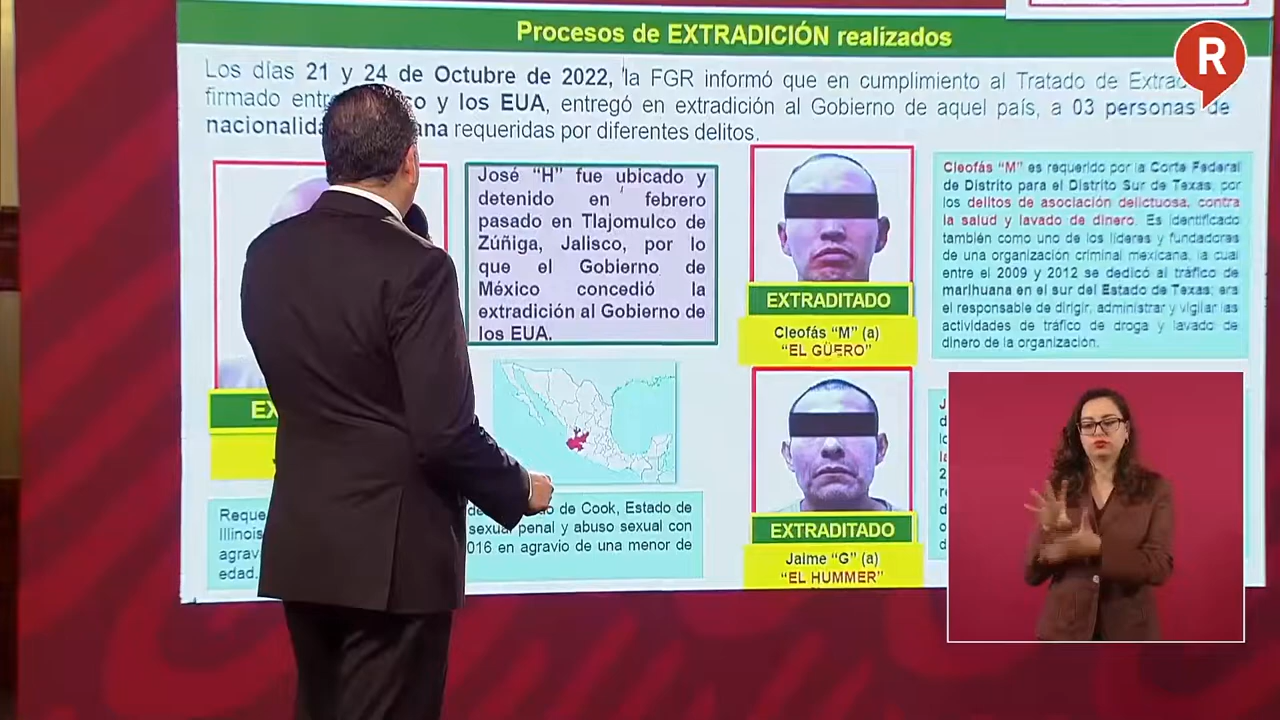 R
Procesos de EXTRADICIÓN realizados
Los días 21 y 24 de Octubre de 2022, la FGR informó que en cumplimiento al Tratado de Extrad
firmado entr o y los EUA, entregó en extradición al Gobierno de aquel país, a 03 personas de
nacionalida ana requeridas por diferentes delitos.
José “H” fue ubicado y
detenido en febrero
pasado en Tlajomulco de
Zúñiga, Jalisco, por lo
que el Gobierno de
México concedió la
extradición al Gobierno de
los EUA.
EX
Reque de Cook, Estado de
Illinois sexual penal y abuso sexual con
agrav 016 en agravio de una menor de
edad.
EXTRADITADO
Cleofás “M” (a)
“EL GÜERO”
Cleofás “M” es requerido por la Corte Federal
de Distrito para el Distrito Sur de Texas, por
los delitos de asociación delictuosa, contra
la salud y lavado de dinero. Es identificado
también como uno de los líderes y fundadores
de una organización criminal mexicana, la cual
entre el 2009 y 2012 se dedicó al tráfico de
marihuana en el sur del Estado de Texas; era
el responsable de dirigir, administrar y vigilar las
actividades de tráfico de droga y lavado de
dinero de la organización.
EXTRADITADO
Jaime “G” (a)
“EL HUMMER”